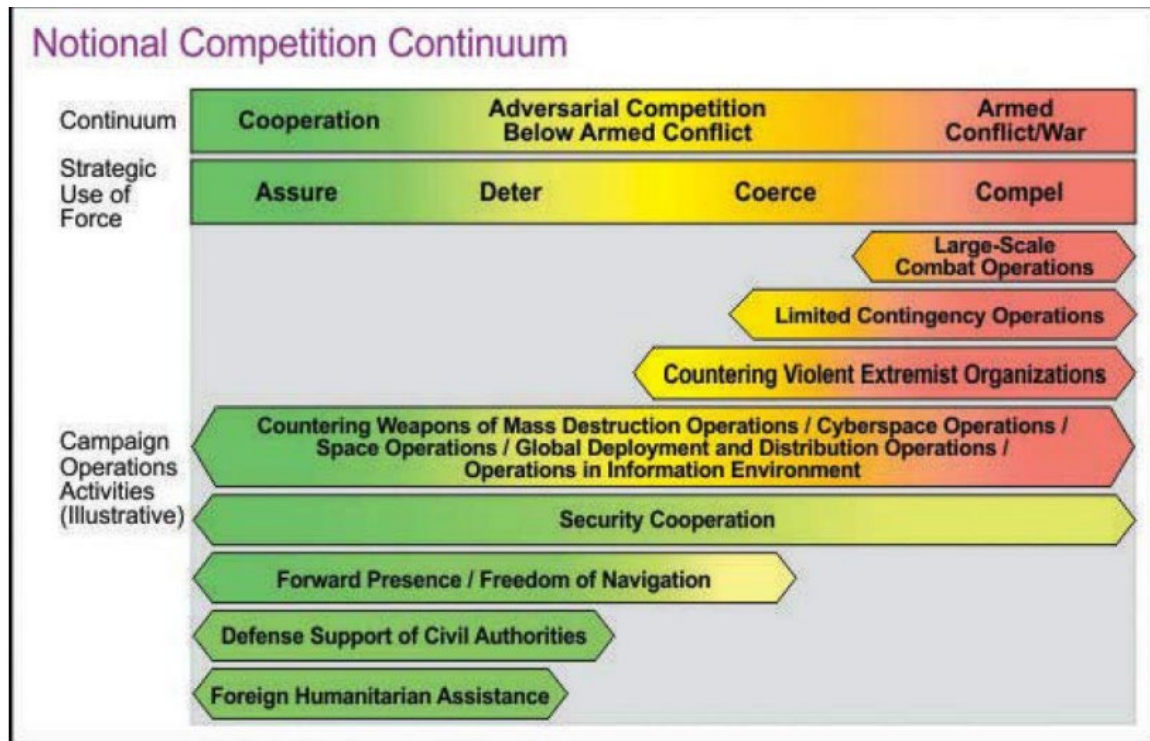 Notional Competition Continuum
Continuum
Cooperation
Adversarial Competition
Below Armed Conflict
Armed
Conflict/War
Strategic
Use of
Force
Assure
Deter
Coerce
Compel
Large-Scale
Combat Operations
Limited Contingency Operations
Countering Violent Extremist Organizations
Campaign
Operations
Activities
(Illustrative)
Countering Weapons of Mass Destruction Operations / Cyberspace Operations /
Space Operations / Global Deployment and Distribution Operations /
Operations in Information Environment
Security Cooperation
Forward Presence / Freedom of Navigation
Defense Support of Civil Authorities
Foreign Humanitarian Assistance